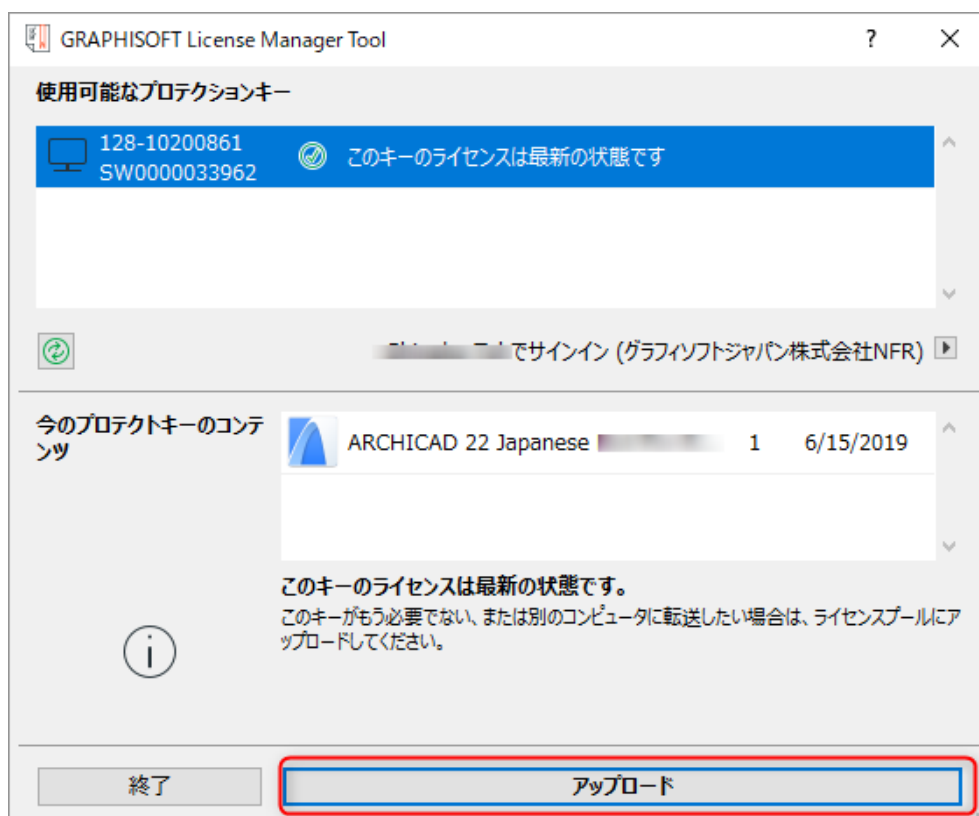 GRAPHISOFT License Manager Tool
?
使用可能なプロテクションキー
128-10200861
SW0000033962
このキーのライセンスは最新の状態です
でサインイン (グラフィソフトジャパン株式会社NFR)
今のプロテクトキーのコンテ
ンツ
ARCHICAD 22 Japanese 1 6/15/2019
このキーのライセンスは最新の状態です。
このキーがもう必要でない、または別のコンピュータに転送したい場合は、ライセンスプールにア
ップロードしてください。
終了
アップロード